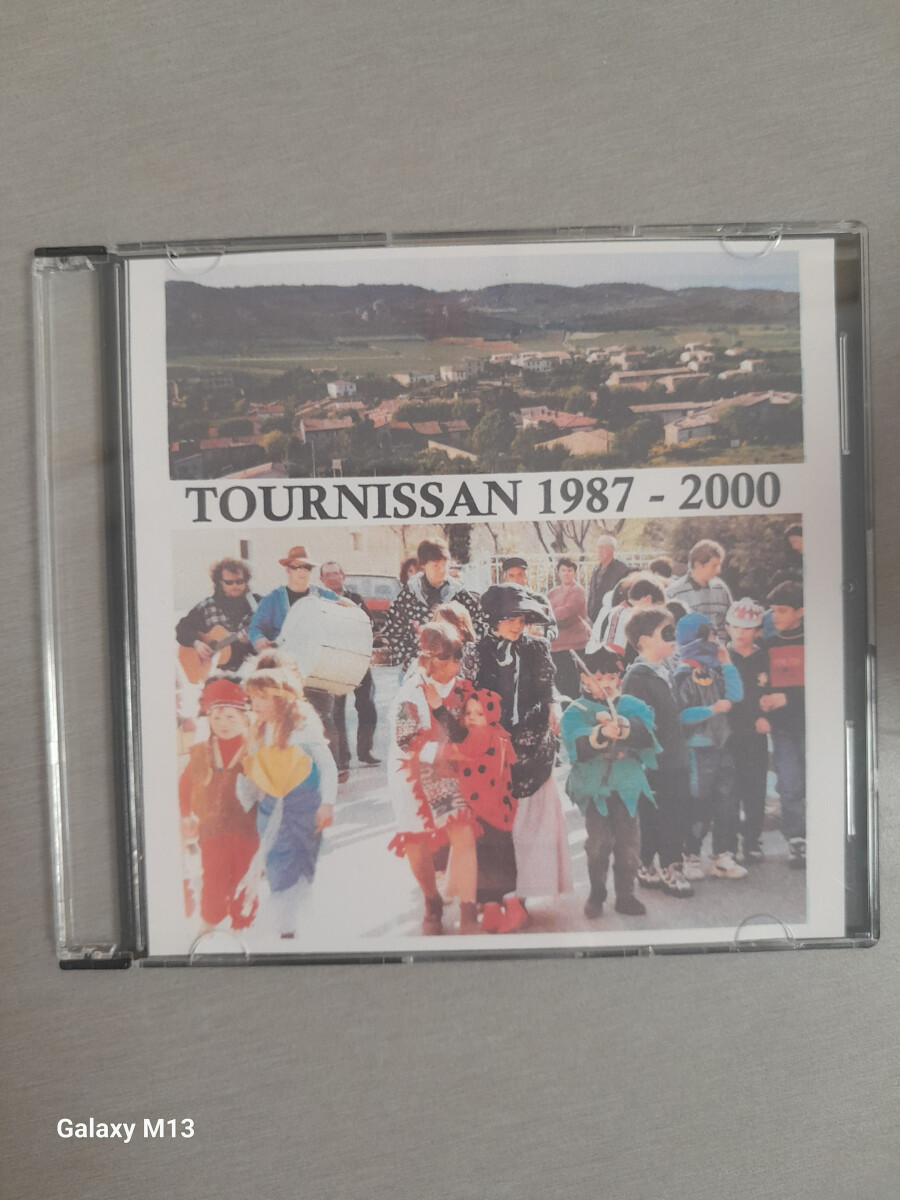 TOURNISSAN 1987 - 2000
Galaxy M13